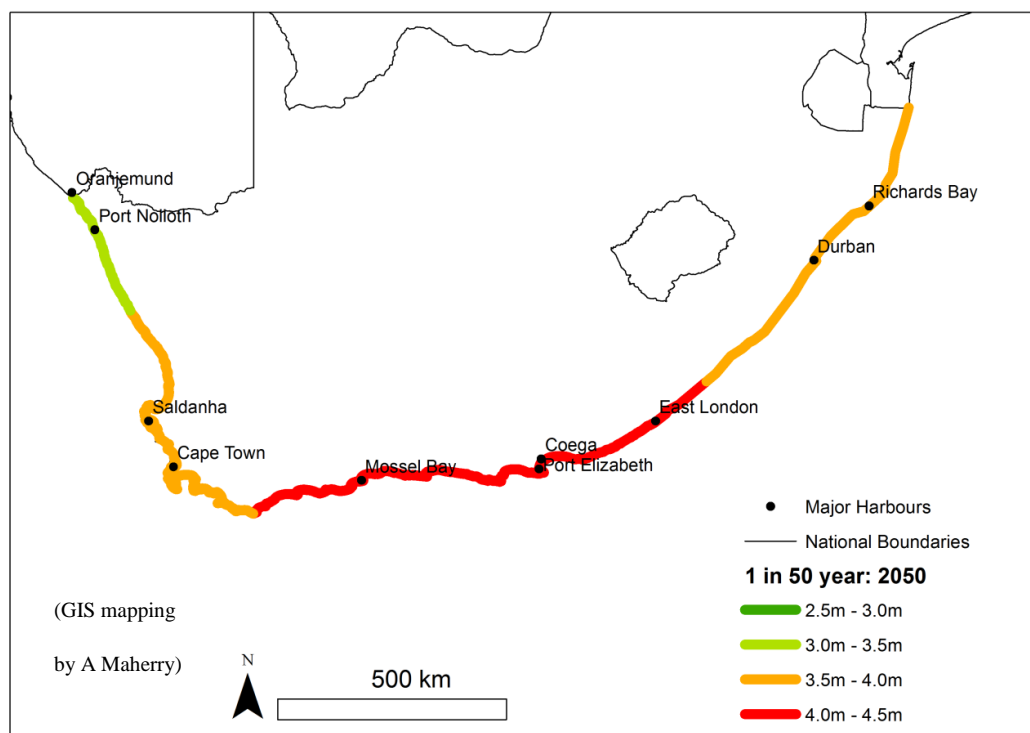 Oranjemund
Port Nolloth
Richards Bay
Durban
Saldanha
East London
Cape Town
Coega
Mossel Bay
Port Elizabeth
Major Harbours
National Boundaries
1 in 50 year: 2050
2.5m - 3.0m
3.0m - 3.5m
3.5m - 4.0m
4.0m - 4.5m
(GIS mapping
by A Maherry)
N
500 km